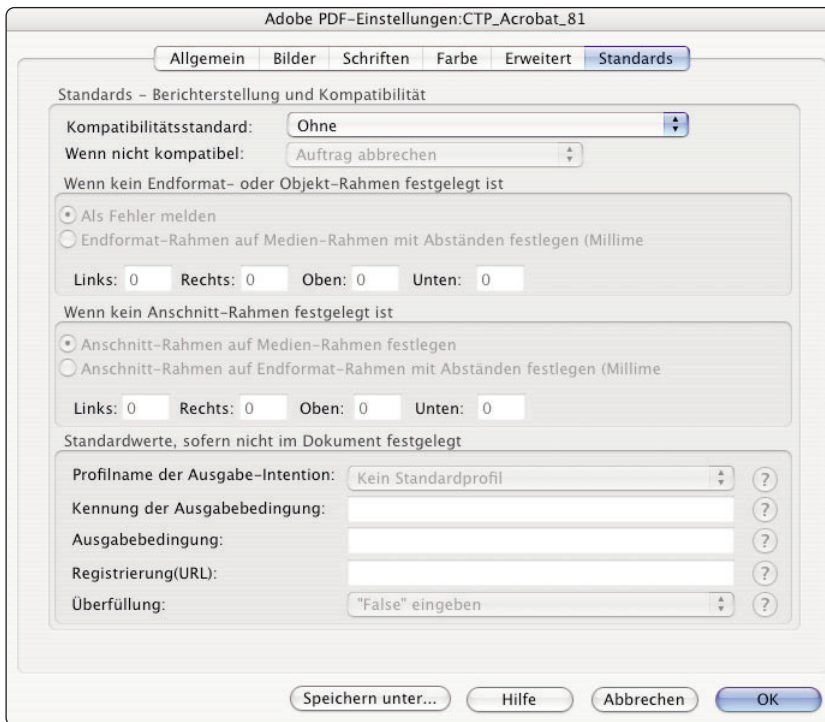 Adobe PDF-Einstellungen:CTP_Acrobat_81
Allgemein Bilder Schriften Farbe Erweitert Standards
Standards – Berichterstellung und Kompatibilität
Kompatibilitätsstandard: Ohne
Wenn nicht kompatibel: Auftrag abbrechen
Wenn kein Endformat- oder Objekt-Rahmen festgelegt ist
Als Fehler melden
Endformat-Rahmen auf Medien-Rahmen mit Abständen festlegen (Millime
Links: 0 Rechts: 0 Oben: 0 Unten: 0
Wenn kein Anschnitt-Rahmen festgelegt ist
Anschnitt-Rahmen auf Medien-Rahmen festlegen
Anschnitt-Rahmen auf Endformat-Rahmen mit Abständen festlegen (Millime
Links: 0 Rechts: 0 Oben: 0 Unten: 0
Standardwerte, sofern nicht im Dokument festgelegt
Profilname der Ausgabe-Intention: Kein Standardprofil ?
Kennung der Ausgabebedingung: ?
Ausgabebedingung: ?
Registrierung(URL): ?
Überfüllung: "False" eingeben ?
Speichern unter... Hilfe Abbrechen OK